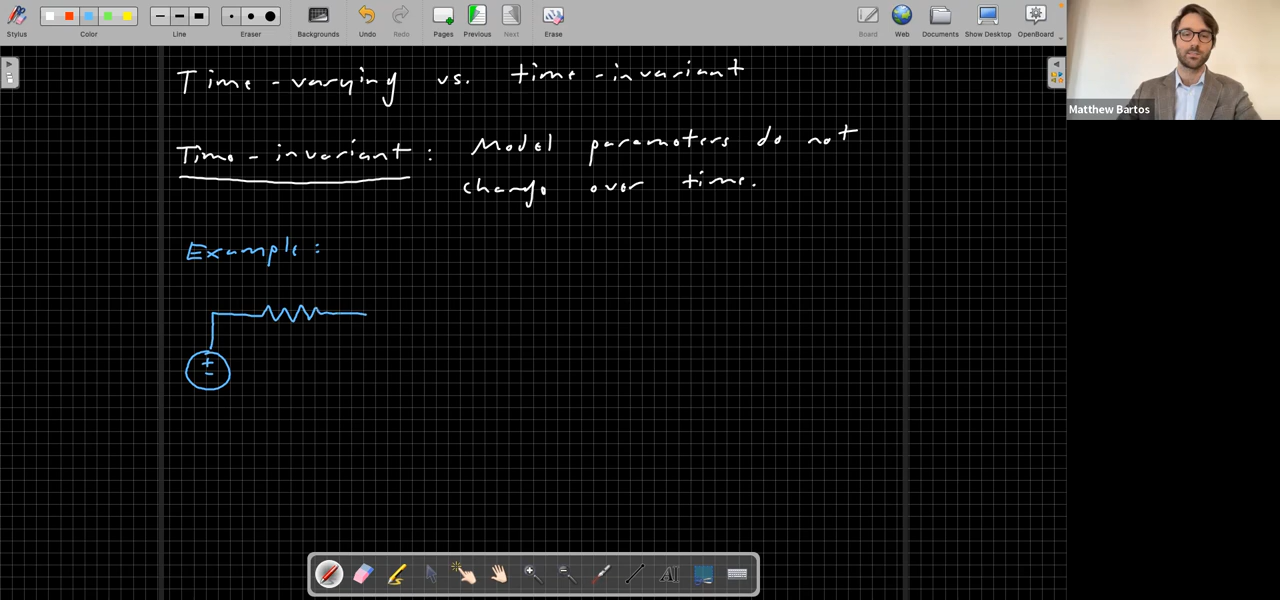 Stylus Color Line Eraser Backgrounds Undo Redo Pages Previous Next Erase Board Web Documents Show Desktop OpenBoard
Matthew Bartos
Time-varying vs. time-invariant
Time-invariant: Model parameters do not
change over time.
Example:
+
-
AI